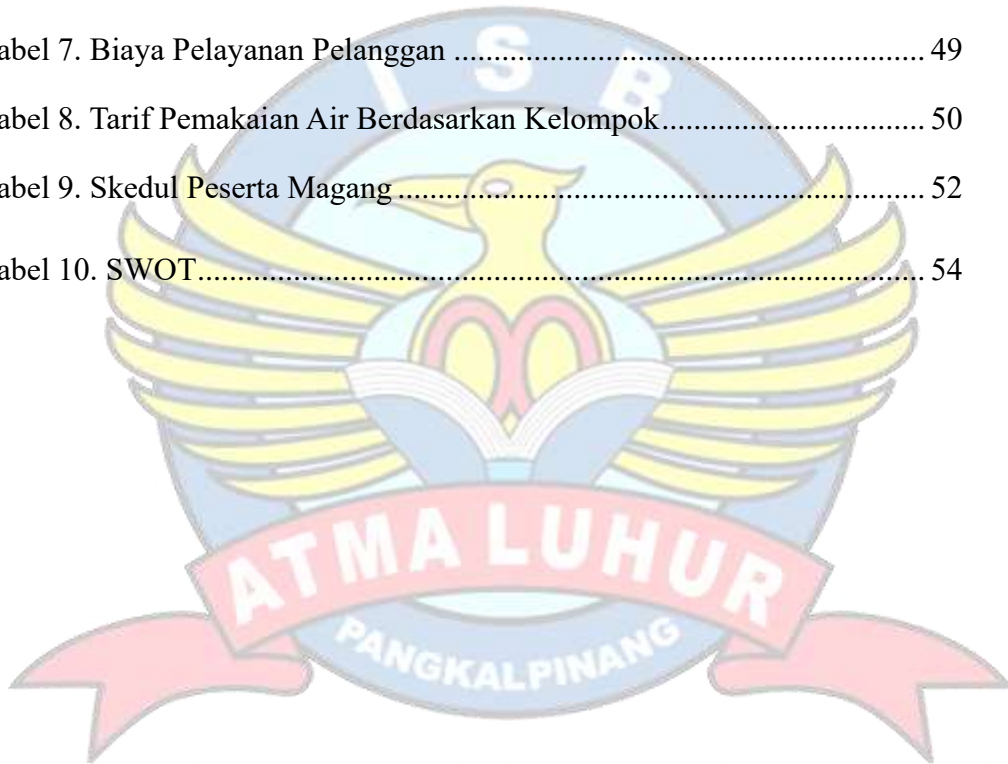 abel 7. Biaya Pelayanan Pelanggan .......................................................... 49
abel 8. Tarif Pemakaian Air Berdasarkan Kelompok................................ 50
abel 9. Skedul Peserta Magang ................................................................. 52
abel 10. SWOT.......................................................................................... 54
I S B
ATMA LUHUR
PANGKALPINANG